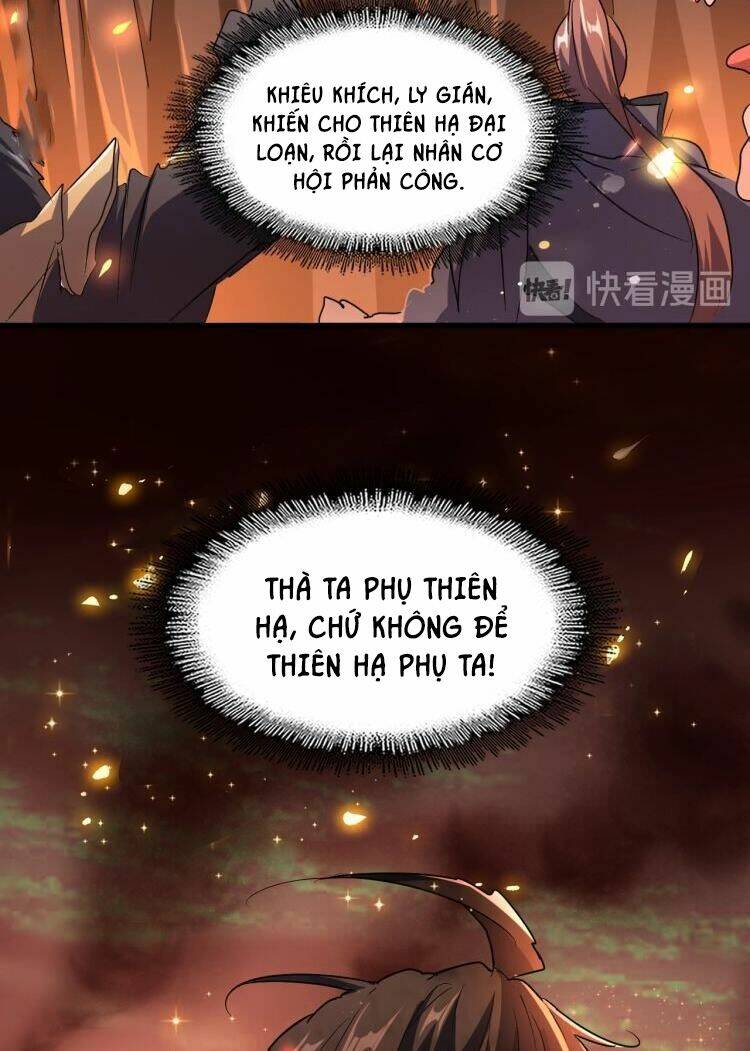 KHIÊU KHÍCH, LY GIÁN,
KHIẾN CHO THIÊN HẠ ĐẠI
LOẠN, RỒI LẠI NHÂN CƠ
HỘI PHẢN CÔNG.
快看! 快看漫画
THÀ TA PHỤ THIÊN
HẠ, CHỨ KHÔNG ĐỂ
THIÊN HẠ PHỤ TA!